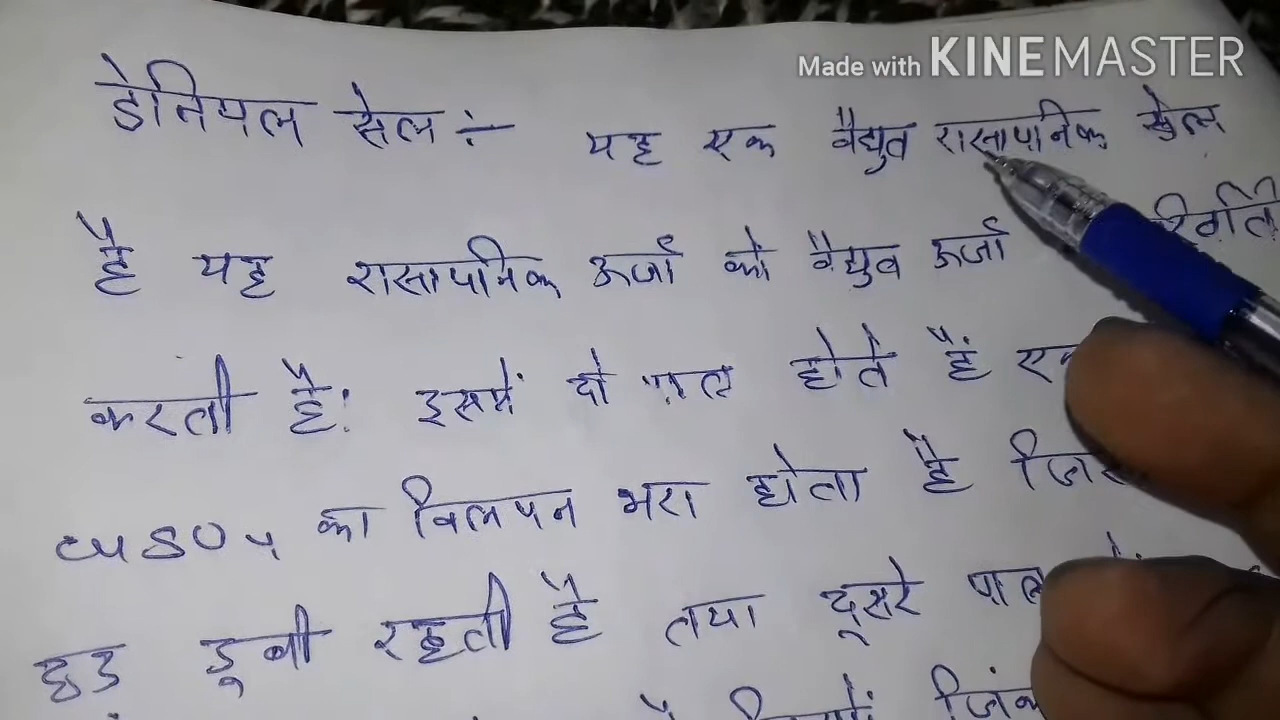 Made with KINEMASTER
डेनियल सेल :- यह एक वैद्युत रासायनिक सेल
है यह रासायनिक ऊर्जा को वैद्युत ऊर्जा
करती है। इसमें दो पात्र होते हैं
CuSO4 का विलयन भरा होता है
छड़ डूबी रहती है तथा दूसरे